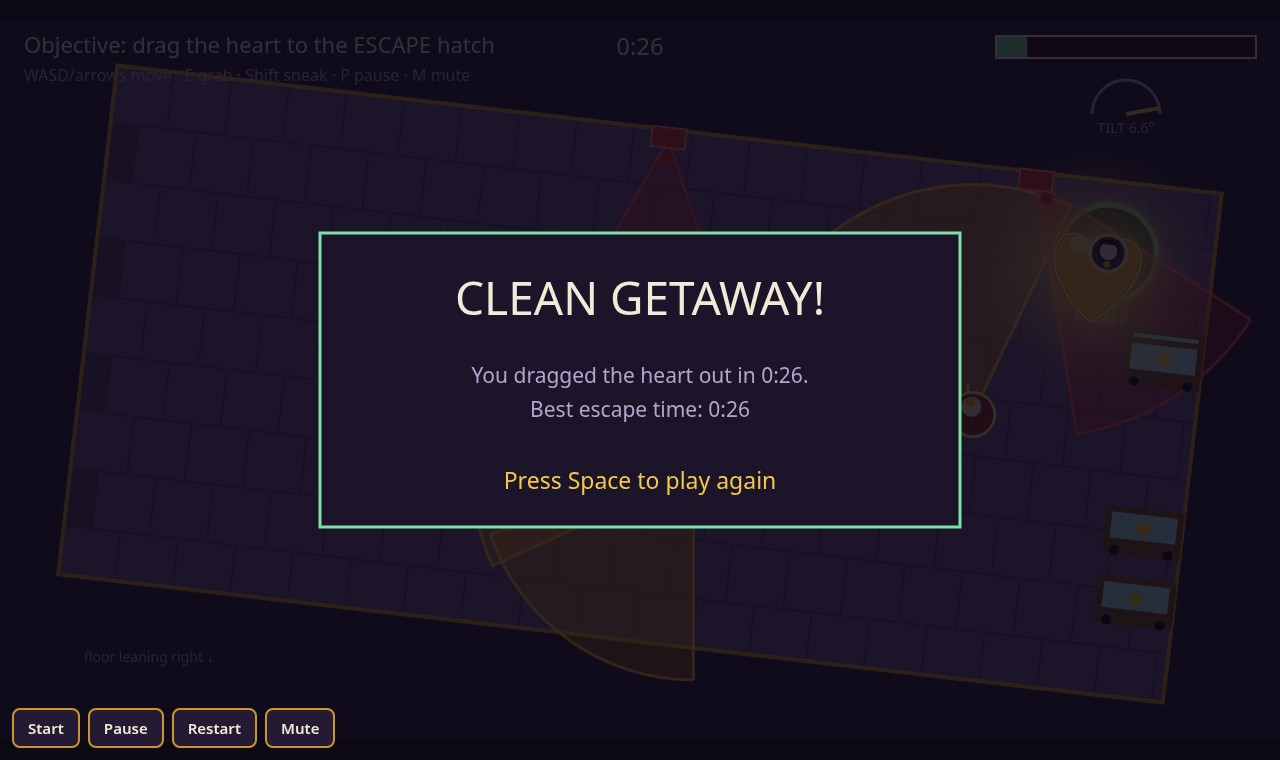 Objective: drag the heart to the ESCAPE hatch
0:26
WASD/arrows move · E grab · Shift sneak · P pause · M mute
TILT 6.6°
CLEAN GETAWAY!
You dragged the heart out in 0:26.
Best escape time: 0:26
Press Space to play again
floor leaning right ↓
Start
Pause
Restart
Mute